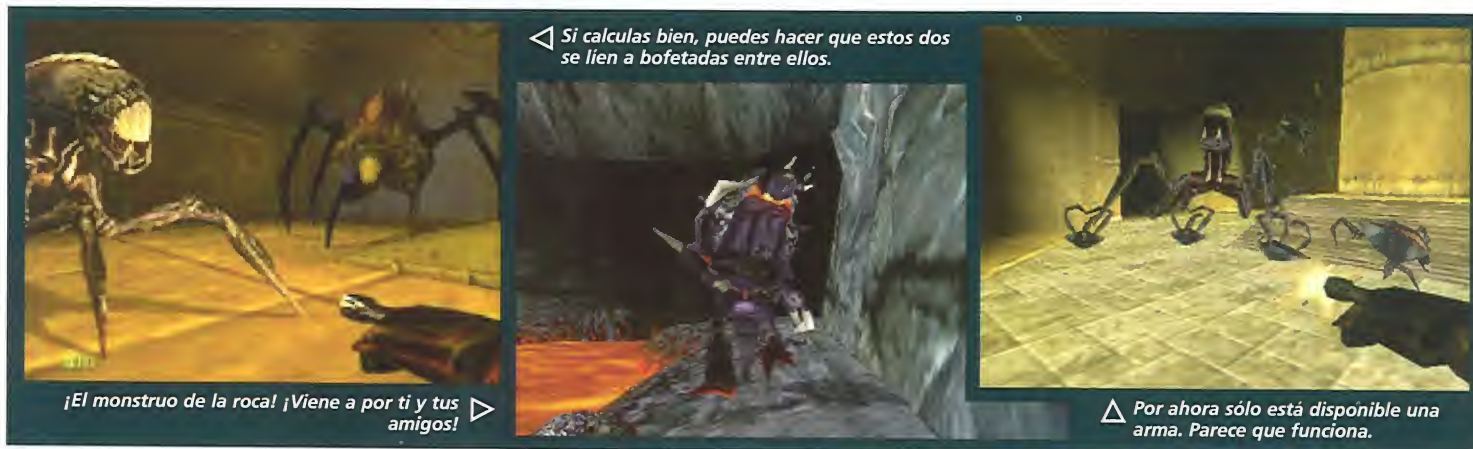 Si calculas bien, puedes hacer que estos dos
se líen a bofetadas entre ellos.
¡El monstruo de la roca! ¡Viene a por ti y tus
amigos!
Por ahora sólo está disponible una
arma. Parece que funciona.